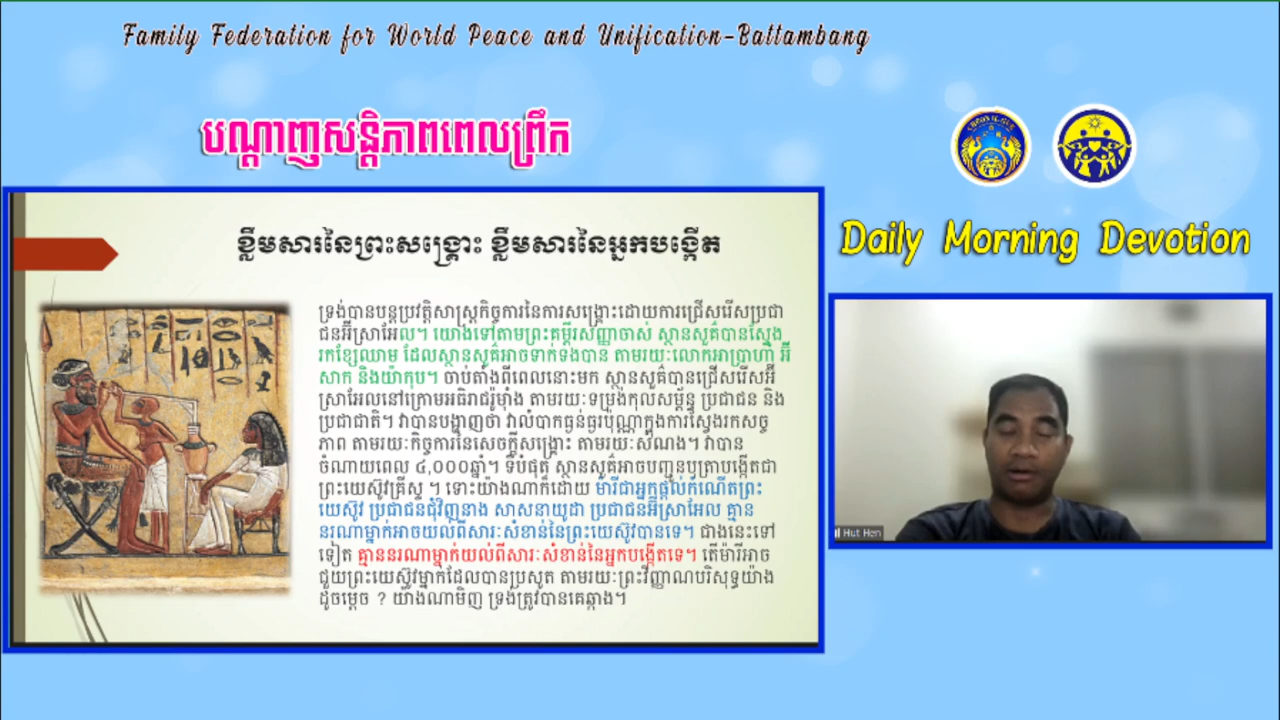 Family Federation for World Peace and Unification-Battambang
បណ្តាញសន្តិភាពពេលព្រឹក
Daily Morning Devotion
ខ្លឹមសារនៃព្រះសង្គ្រោះ ខ្លឹមសារនៃអ្នកបង្កើត
ទ្រង់បានបន្តប្រវត្តិសាស្ត្រកិច្ចការនៃការសង្គ្រោះដោយការជ្រើសរើសប្រជា
ជនអ៊ីស្រាអែល។ យោងទៅតាមព្រះគម្ពីរសញ្ញាចាស់ ស្ថានសួគ៌បានស្វែង
រកខ្សែឈាម ដែលស្ថានសួគ៌អាចទាក់ទងបាន តាមរយៈលោកអាប្រាហាំ អ៊ី
សាក និងយ៉ាកុប។ ចាប់តាំងពីពេលនោះមក ស្ថានសួគ៌បានជ្រើសរើសអ៊ី
ស្រាអែលនៅក្រោមអធិរាជរ៉ូម៉ាំង តាមរយៈទម្រង់កុលសម្ព័ន្ធ ប្រជាជន និង
ប្រជាជាតិ។ វាបានបង្ហាញថា វាលំបាកធ្ងន់ធ្ងរប៉ុណ្ណាក្នុងការស្វែងរកសច្ច
ភាព តាមរយៈកិច្ចការនៃសេចក្តីសង្គ្រោះ តាមរយៈសំណង។ វាបាន
ចំណាយពេល ៤,០០០ឆ្នាំ។ ទីបំផុត ស្ថានសួគ៌អាចបញ្ជូនបុត្រាបង្កើតជា
ព្រះយេស៊ូវគ្រីស្ទ ។ ទោះយ៉ាងណាក៏ដោយ ម៉ារីជាអ្នកផ្តល់កំណើតព្រះ
យេស៊ូវ ប្រជាជនជុំវិញនាង សាសនាយូដា ប្រជាជនអ៊ីស្រាអែល គ្មាន
នរណាម្នាក់អាចយល់ពីសារៈសំខាន់នៃព្រះយេស៊ូវបានទេ។ ជាងនេះទៅ
ទៀត គ្មាននរណាម្នាក់យល់ពីសារៈសំខាន់នៃអ្នកបង្កើតទេ។ តើម៉ារីអាច
ជួយព្រះយេស៊ូវម្នាក់ដែលបានប្រសូត តាមរយៈព្រះវិញ្ញាណបរិសុទ្ធយ៉ាង
ដូចម្តេច ? យ៉ាងណាមិញ ទ្រង់ត្រូវបានគេឆ្កាង។
Hut Hen